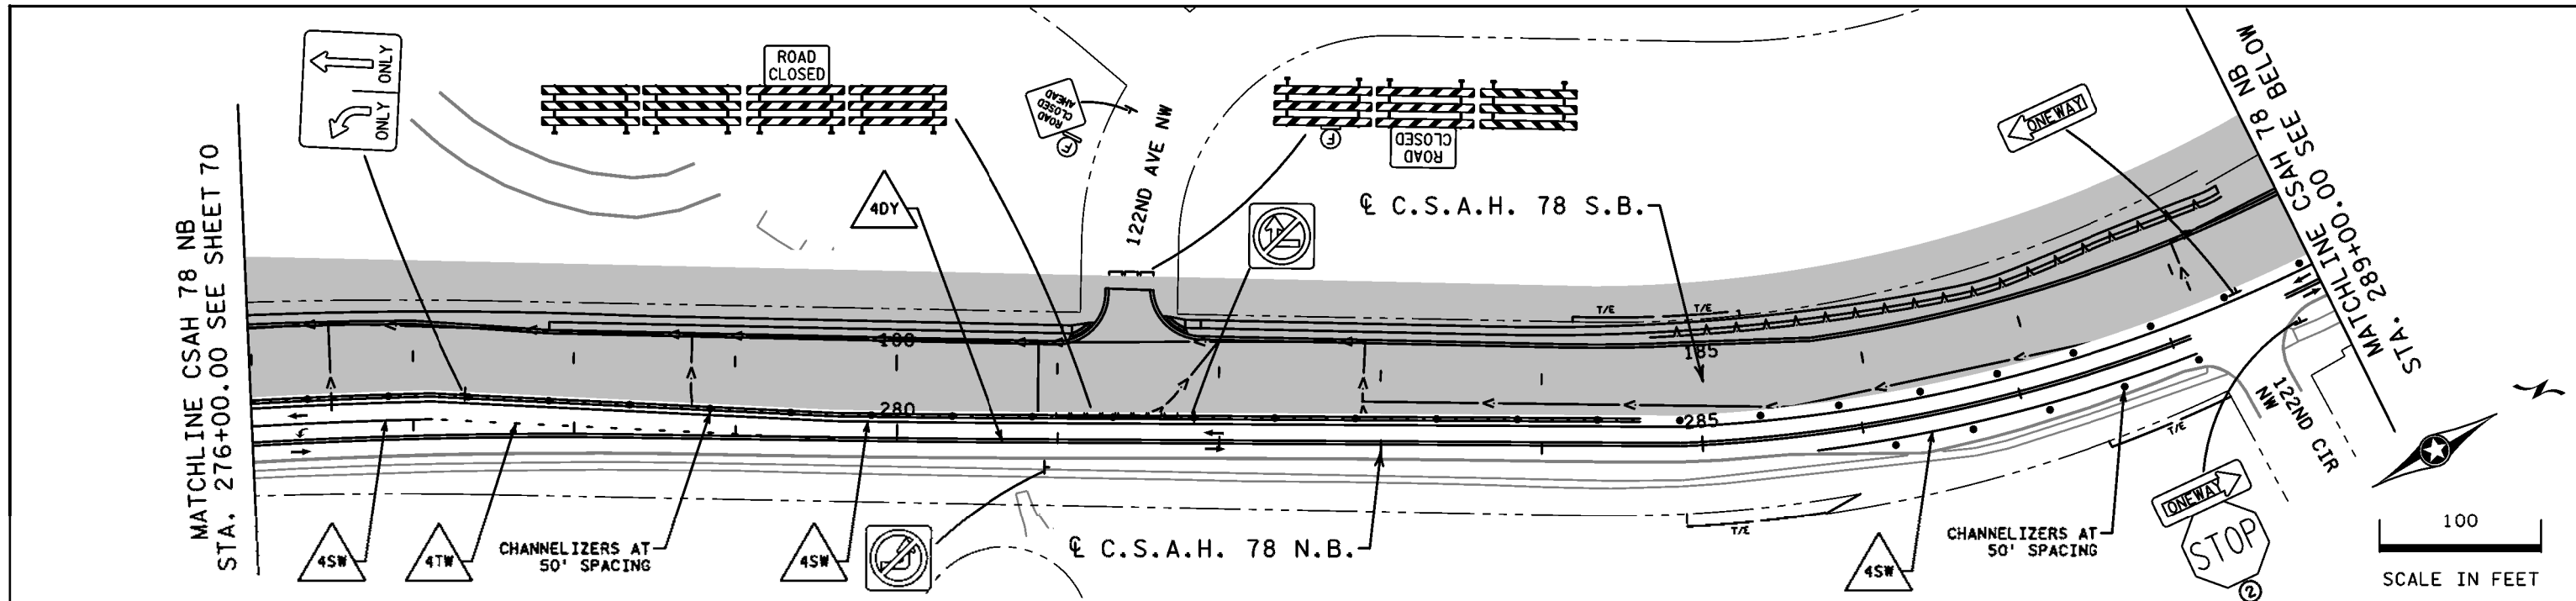 MATCHLINE CSAH 78 NB
STA. 276+00.00 SEE SHEET 70
ONLY
ONLY
ROAD
CLOSED
ROAD
CLOSED
AHEAD
F
122ND AVE NW
F
ROAD
CLOSED
ONEWAY
MATCHLINE CSAH 78 NB
STA. 289+00.00 SEE BELOW
4DY
℄ C.S.A.H. 78 S.B.
T/E
T/E
180
185
280
285
122ND CIR
NW
T/E
T/E
4SW
4TW
CHANNELIZERS AT
50' SPACING
4SW
℄ C.S.A.H. 78 N.B.
4SW
CHANNELIZERS AT
50' SPACING
ONEWAY
STOP
2
100
SCALE IN FEET